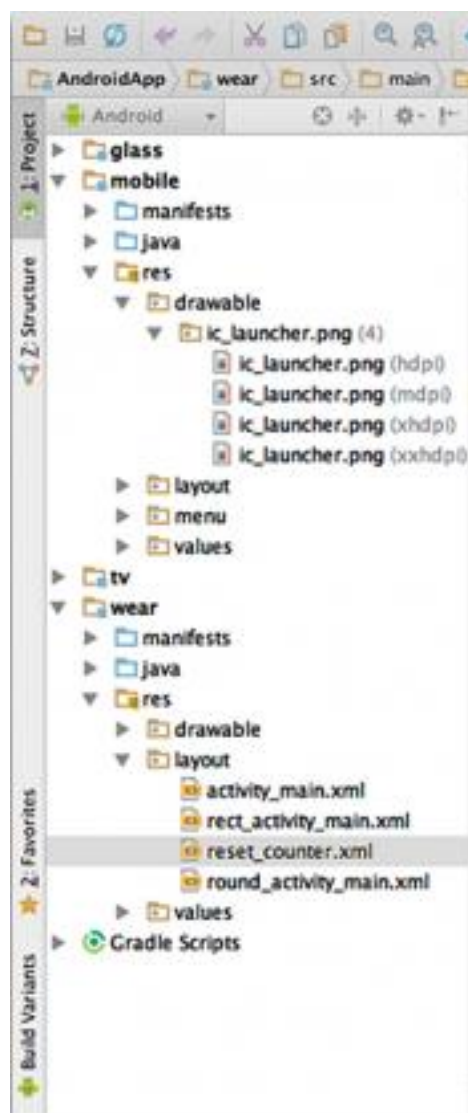 AndroidApp wear src main
Android
1: Project
Z: Structure
2: Favorites
Build Variants
glass
mobile
manifests
java
res
drawable
ic_launcher.png (4)
ic_launcher.png (hdpi)
ic_launcher.png (mdpi)
ic_launcher.png (xhdpi)
ic_launcher.png (xxhdpi)
layout
menu
values
tv
wear
manifests
java
res
drawable
layout
activity_main.xml
rect_activity_main.xml
reset_counter.xml
round_activity_main.xml
values
Gradle Scripts